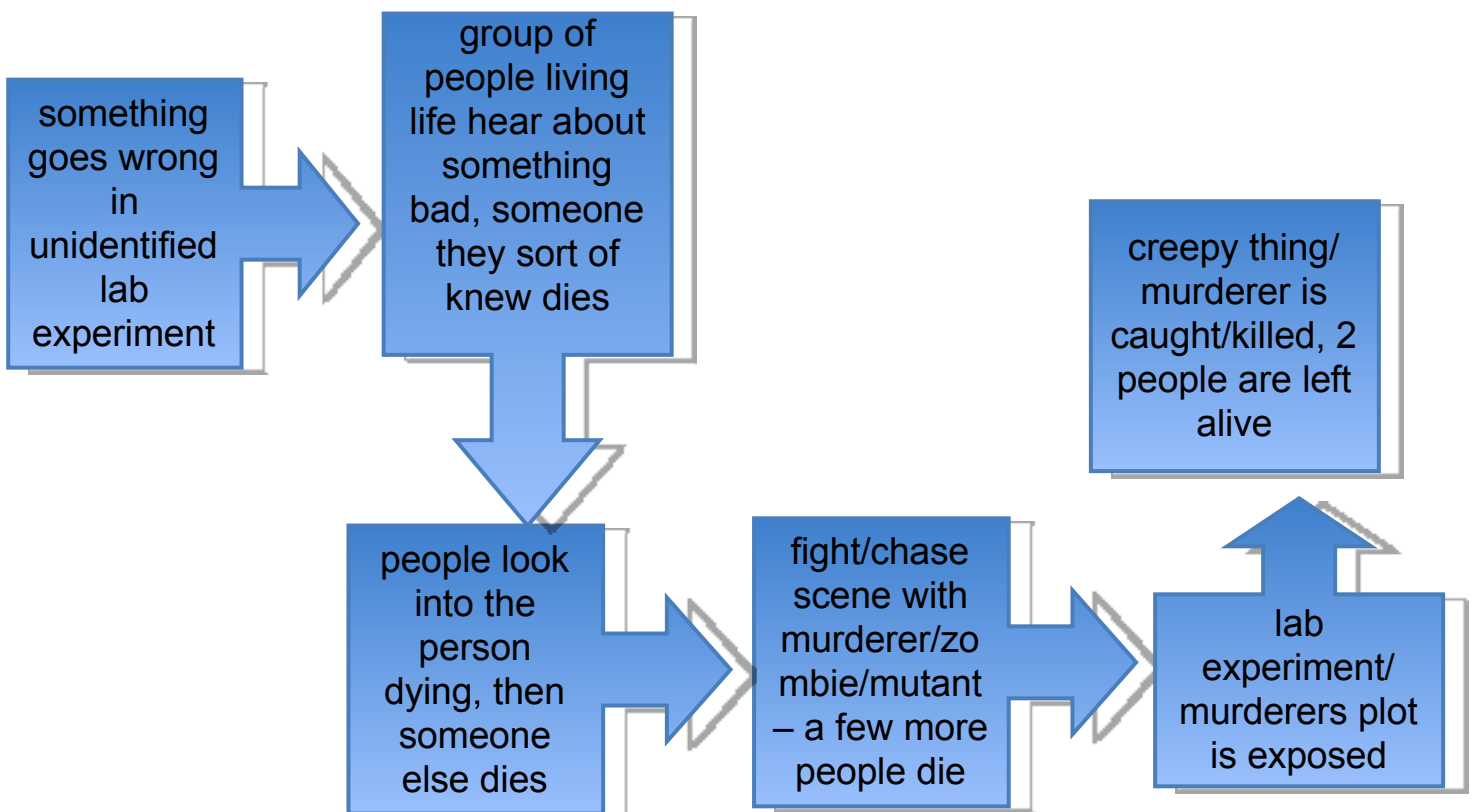 something
goes wrong
in
unidentified
lab
experiment
group of
people living
life hear about
something
bad, someone
they sort of
knew dies
people look
into the
person
dying, then
someone
else dies
fight/chase
scene with
murderer/zo
mbie/mutant
– a few more
people die
lab
experiment/
murderers plot
is exposed
creepy thing/
murderer is
caught/killed, 2
people are left
alive